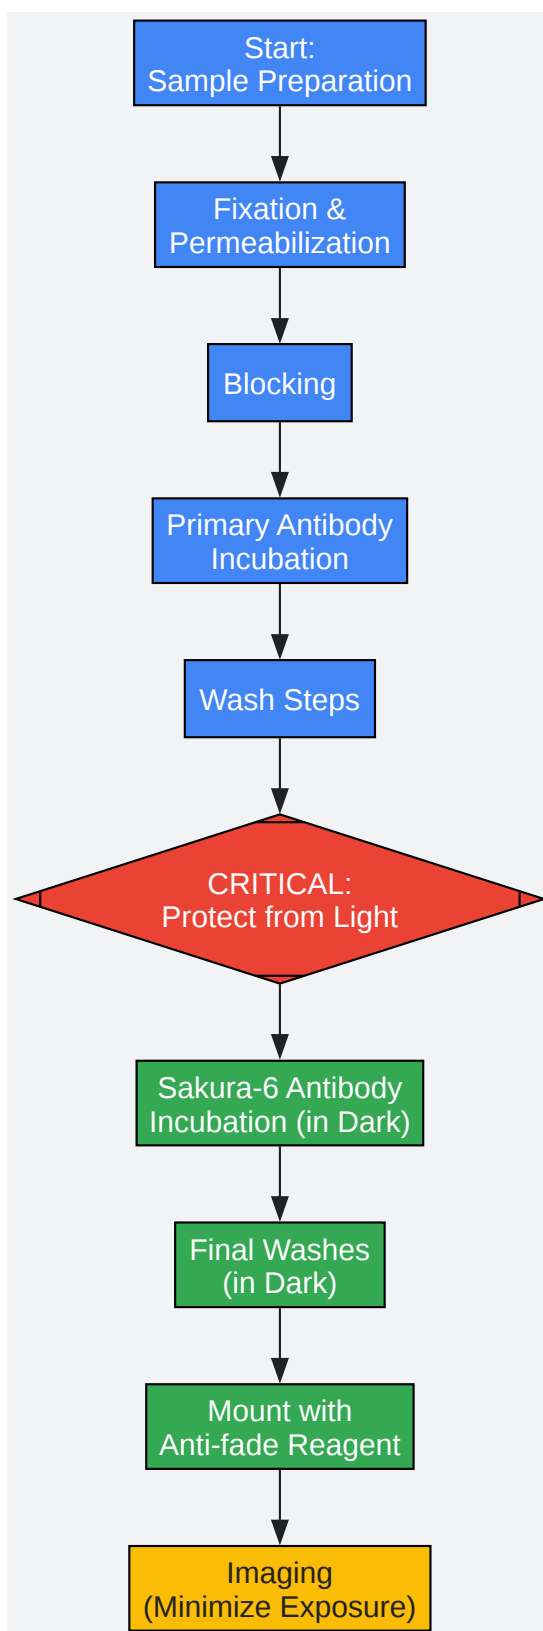 Start:
Sample Preparation
Fixation &
Permeabilization
Blocking
Primary Antibody
Incubation
Wash Steps
CRITICAL:
Protect from Light
Sakura-6 Antibody
Incubation (in Dark)
Final Washes
(in Dark)
Mount with
Anti-fade Reagent
Imaging
(Minimize Exposure)